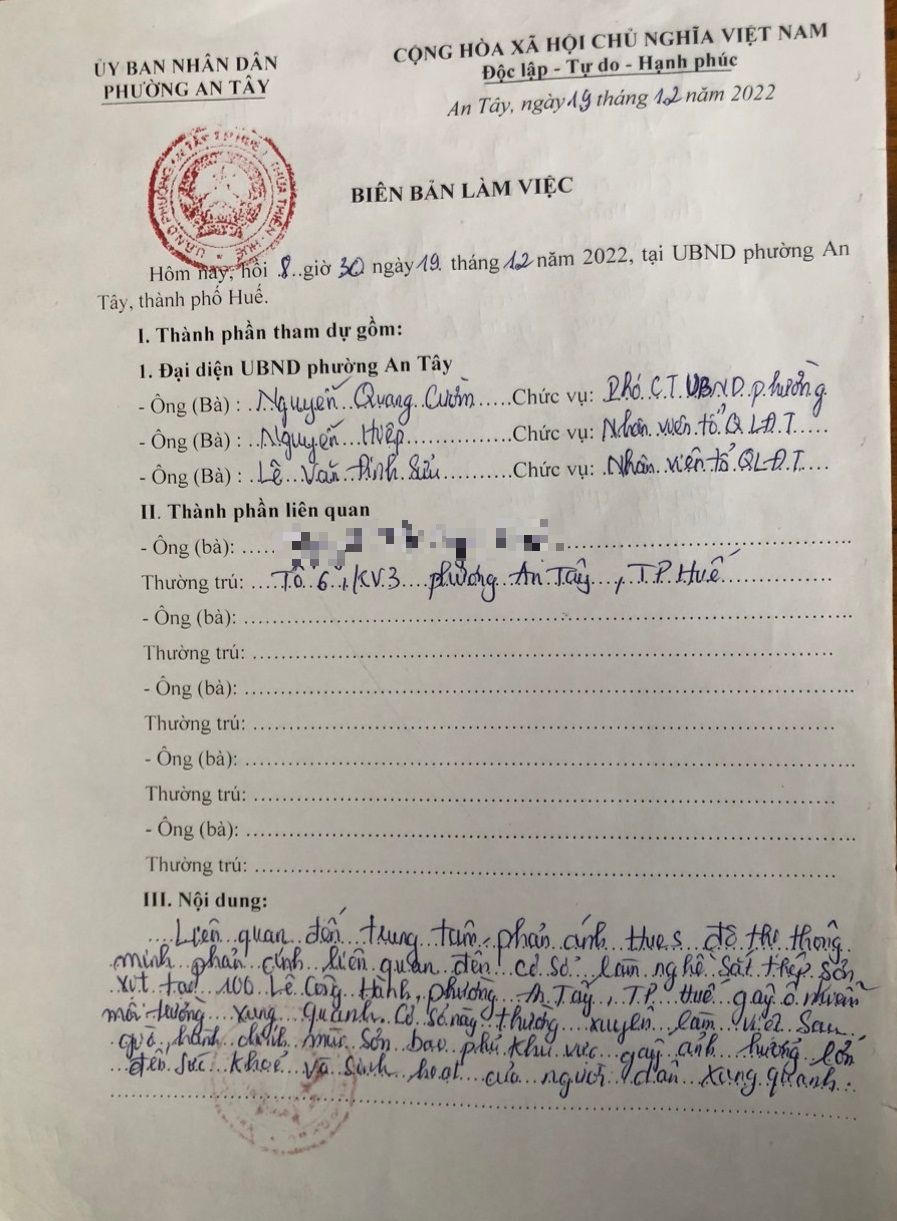 ỦY BAN NHÂN DÂN
PHƯỜNG AN TÂY
CỘNG HÒA XÃ HỘI CHỦ NGHĨA VIỆT NAM
Độc lập - Tự do - Hạnh phúc
An Tây, ngày 19 tháng 12 năm 2022
BIÊN BẢN LÀM VIỆC
Hôm nay, hồi 8 giờ 30 ngày 19 tháng 12 năm 2022, tại UBND phường An
Tây, thành phố Huế.
I. Thành phần tham dự gồm:
1. Đại diện UBND phường An Tây
- Ông (Bà) : Nguyễn Quang Cườm Chức vụ: Phó C.T UBND phường
- Ông (Bà) : Nguyễn Hiệp Chức vụ: Nhân viên tổ QLĐT
- Ông (Bà) : Lê Văn Đình Sửu Chức vụ: Nhân viên tổ QLĐT
II. Thành phần liên quan
- Ông (bà):
Thường trú: Tổ 6, KV3 phường An Tây, T.P Huế
- Ông (bà):
Thường trú:
- Ông (bà):
Thường trú:
- Ông (bà):
Thường trú:
- Ông (bà):
Thường trú:
III. Nội dung:
Liên quan đến trung tâm phản ánh Hues đô thị thông
minh phản ánh liên quan đến cơ sở làm nghề sắt thép sơn
xịt tại 100 Lê Công Hành, phường An Tây, T.P Huế gây ô nhiễm
môi trường xung quanh. Cơ sở này thường xuyên làm việc sau
giờ hành chính mùi sơn bao phủ khu vực gây ảnh hưởng lớn
đến sức khoẻ và sinh hoạt của người dân xung quanh.